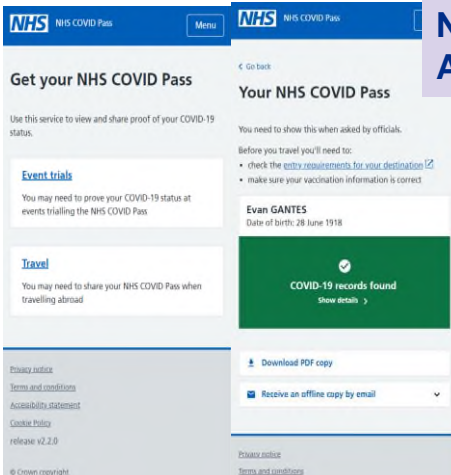 NHS NHS COVID Pass
Menu
Get your NHS COVID Pass
Use this service to view and share proof of your COVID-19
status.
Event trials
You may need to prove your COVID-19 status at
events trialling the NHS COVID Pass
Travel
You may need to share your NHS COVID Pass when
travelling abroad
Privacy notice
Terms and conditions
Accessibility statement
Cookie Policy
release v2.2.0
© Crown copyright
NHS NHS COVID Pass
Go back
Your NHS COVID Pass
You need to show this when asked by officials.
Before you travel you'll need to:
• check the entry requirements for your destination
• make sure your vaccination information is correct
Evan GANTES
Date of birth: 28 June 1918
COVID-19 records found
Show details
Download PDF copy
Receive an offline copy by email
Privacy notice
Terms and conditions
N
A